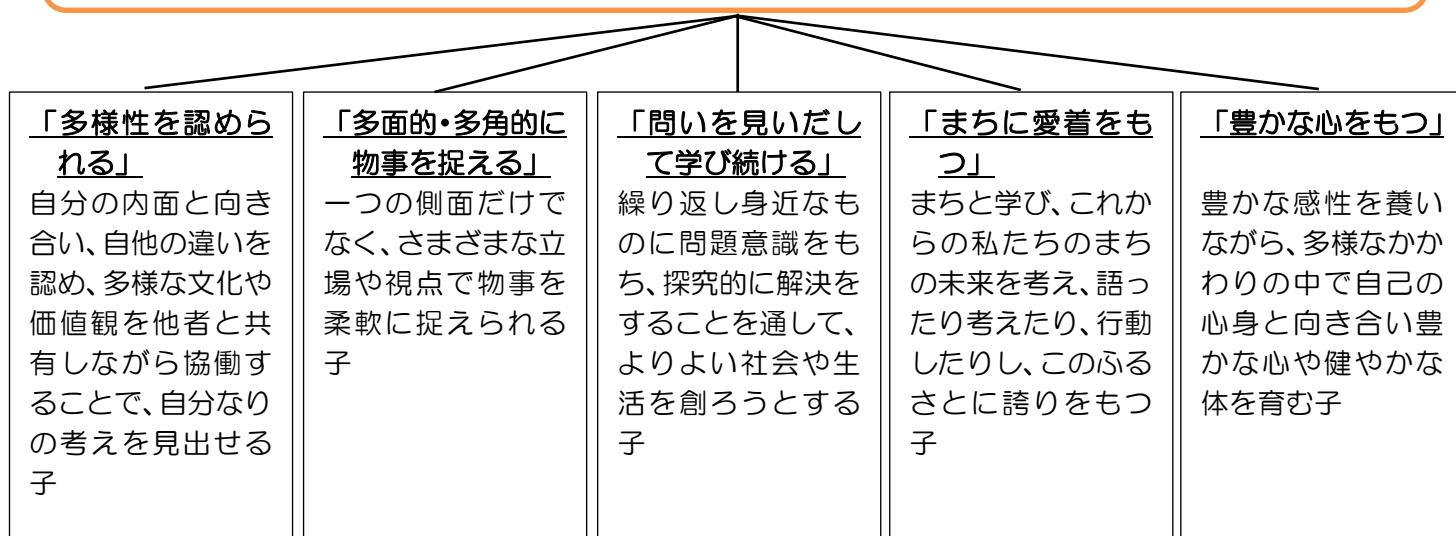 「多様性を認めら
れる」
自分の内面と向き
合い、自他の違いを
認め、多様な文化や
価値観を他者と共
有しながら協働す
ることで、自分なり
の考えを見出せる
子
「多面的・多角的に
物事を捉える」
一つの側面だけで
なく、さまざまな立
場や視点で物事を
柔軟に捉えられる
子
「問いを見いだし
て学び続ける」
繰り返し身近なも
のに問題意識をも
ち、探究的に解決を
することを通して、
よりよい社会や生
活を創ろうとする
子
「まちに愛着をも
つ」
まちと学び、これか
らの私たちのまち
の未来を考え、語っ
たり考えたり、行動
したりし、このふる
さとに誇りをもつ
子
「豊かな心をもつ」
豊かな感性を養い
ながら、多様なかか
わりの中で自己の
心身と向き合い豊
かな心や健やかな
体を育む子